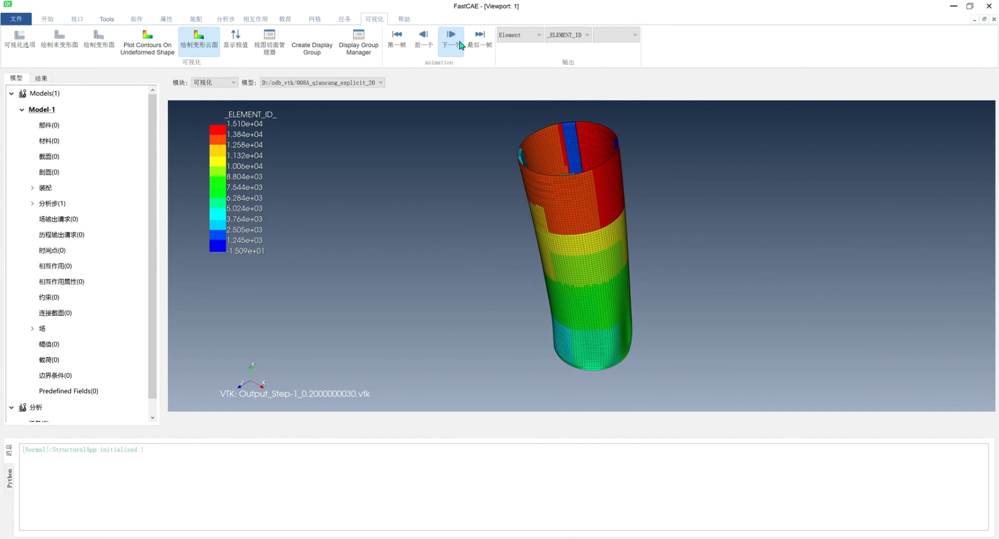 FastCAE - [Viewport: 1]
文件 开始 视口 Tools 部件 属性 装配 分析步 相互作用 载荷 网格 任务 可视化 帮助
可视化选项 绘制未变形图 绘制变形图 Plot Contours On Undeformed Shape 绘制变形云图 显示极值 视图切面管理器 Create Display Group Display Group Manager
第一帧 前一个 下一个 最后一帧
Element _ELEMENT_ID
可视化 animation 输出
模型 结果
模块: 可视化 模型: D:/odb_vtk/008A_qiancang_explicit_20
Models(1)
Model-1
部件(0)
材料(0)
截面(0)
剖面(0)
装配
分析步(1)
场输出请求(0)
历程输出请求(0)
时间点(0)
相互作用(0)
相互作用属性(0)
约束(0)
连接截面(0)
场
幅值(0)
载荷(0)
边界条件(0)
Predefined Fields(0)
分析
_ELEMENT_ID_
1.510e+04
1.384e+04
1.258e+04
1.132e+04
1.006e+04
8.804e+03
7.544e+03
6.284e+03
5.024e+03
3.764e+03
2.505e+03
1.245e+03
-1.509e+01
Y
Z
X
VTK: Output_Step-1_0.2000000030.vtk
消息
Python
[Normal]:StructuralApp initialized !